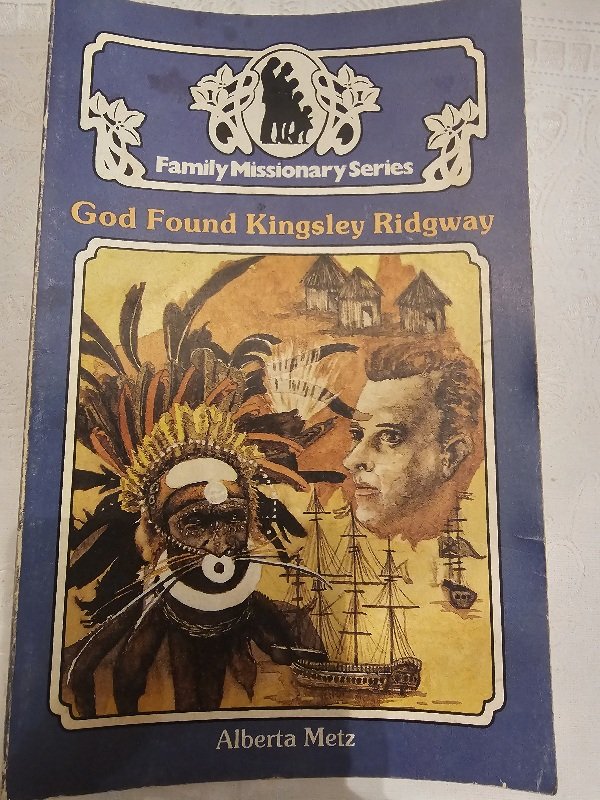 Family Missionary Series
God Found Kingsley Ridgway
Alberta Metz